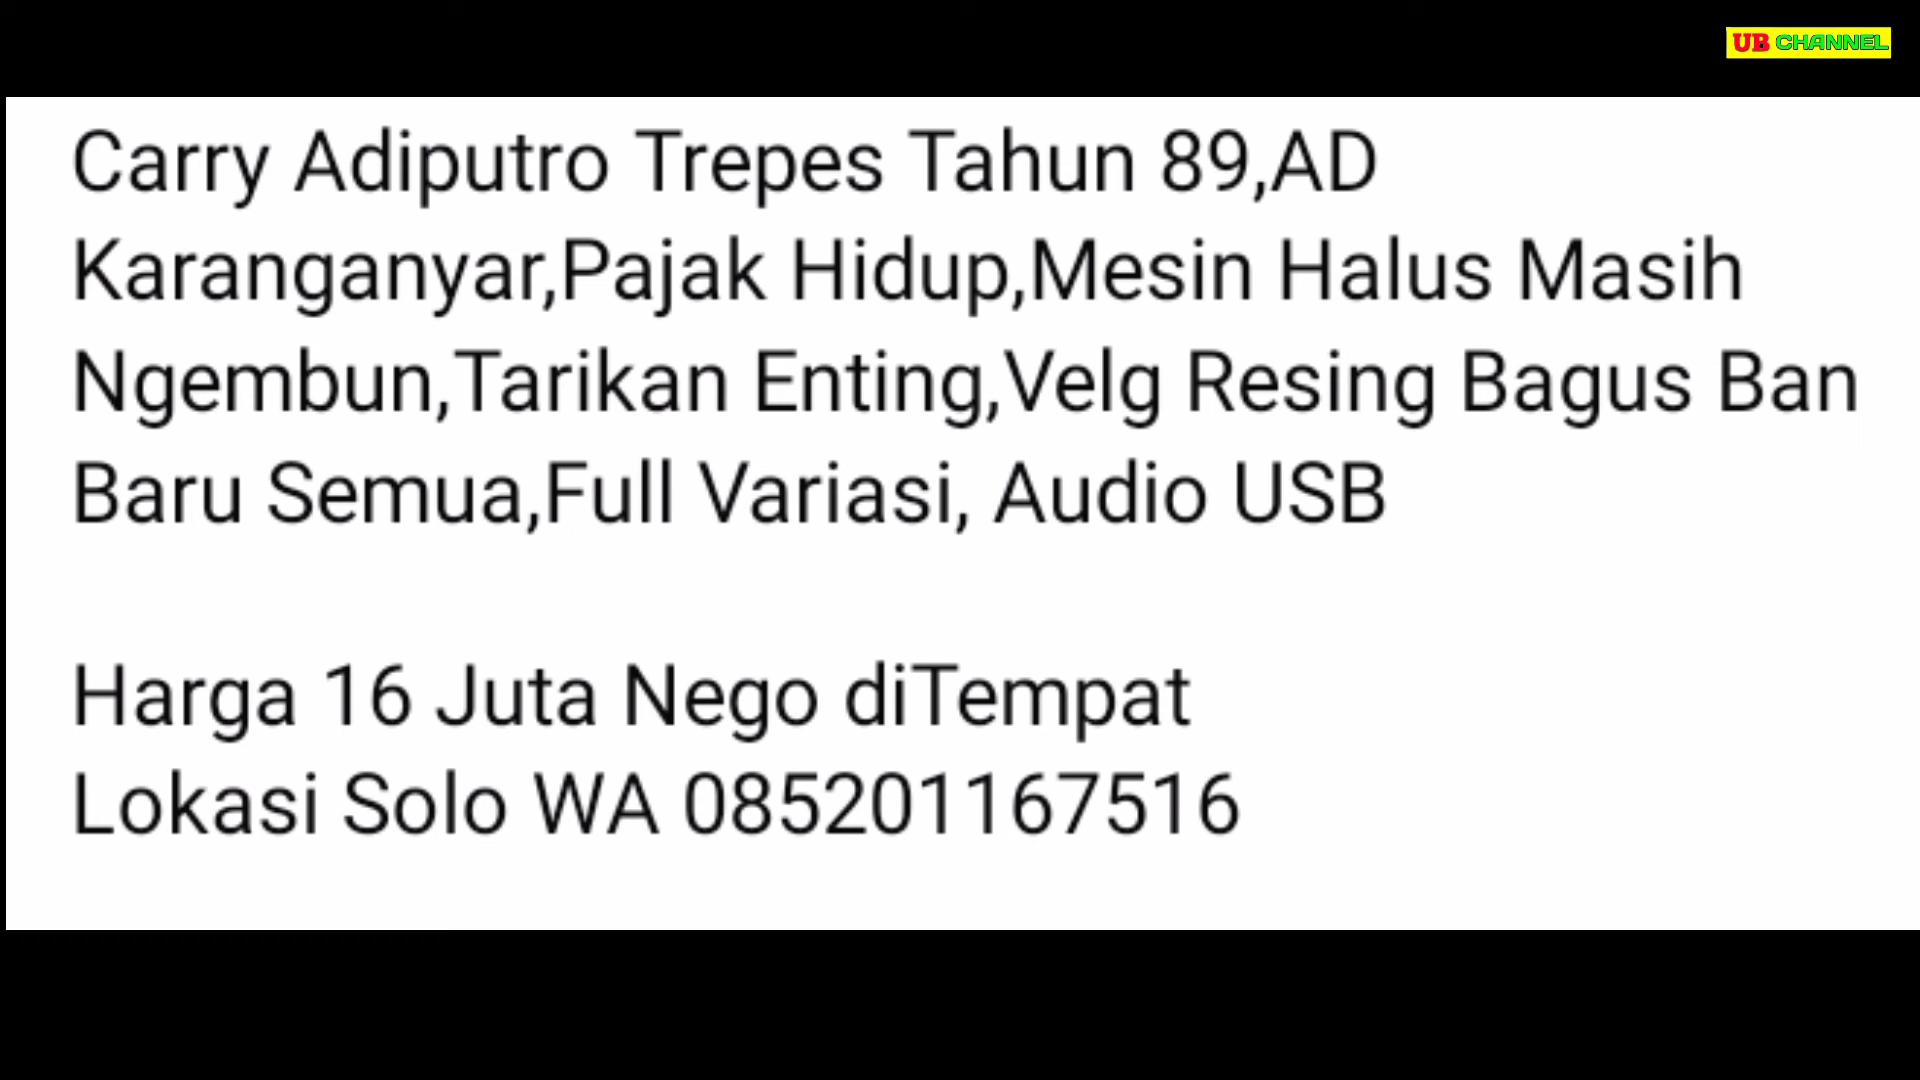 UB CHANNEL
Carry Adiputro Trepes Tahun 89,AD
Karanganyar,Pajak Hidup,Mesin Halus Masih
Ngembun,Tarikan Enting,Velg Resing Bagus Ban
Baru Semua,Full Variasi, Audio USB
Harga 16 Juta Nego diTempat
Lokasi Solo WA 085201167516